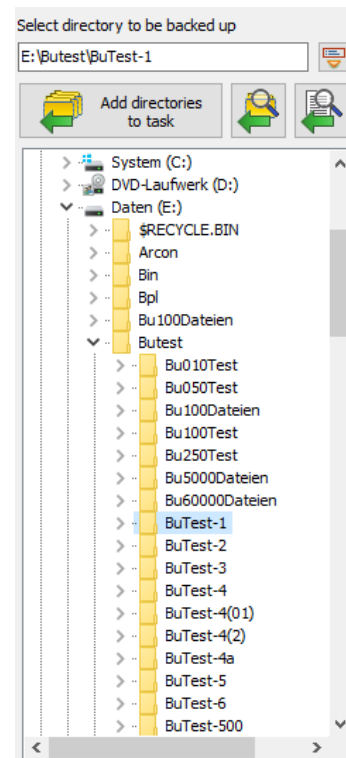 Select directory to be backed up
E:\Butest\BuTest-1
Add directories
to task
System (C:)
DVD-Laufwerk (D:)
Daten (E:)
$RECYCLE.BIN
Arcon
Bin
Bpl
Bu100Dateien
Butest
Bu010Test
Bu050Test
Bu100Dateien
Bu100Test
Bu250Test
Bu5000Dateien
Bu60000Dateien
BuTest-1
BuTest-2
BuTest-3
BuTest-4
BuTest-4(01)
BuTest-4(2)
BuTest-4a
BuTest-5
BuTest-6
BuTest-500